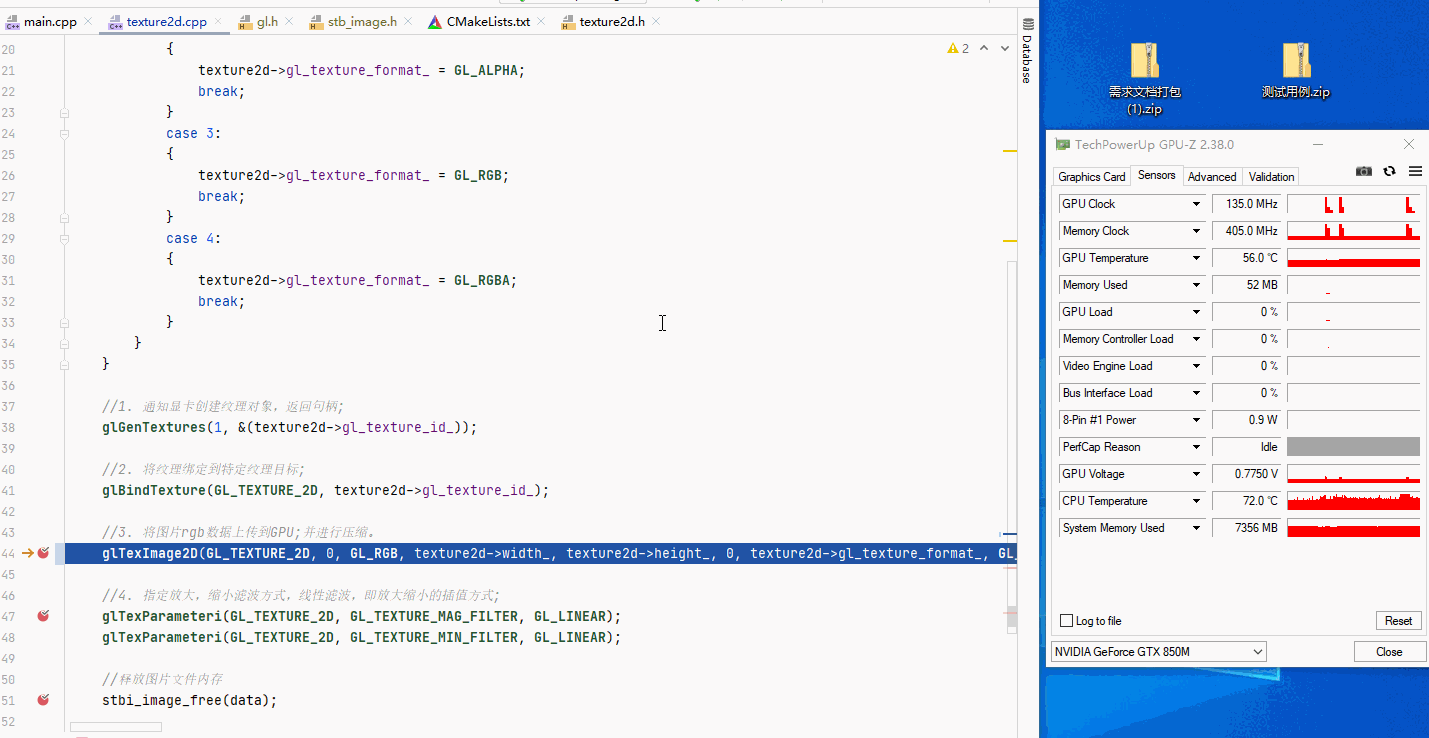 main.cpp texture2d.cpp gl.h stb_image.h CMakeLists.txt texture2d.h
2
20 {
21 texture2d->gl_texture_format_ = GL_ALPHA;
22 break;
23 }
24 case 3:
25 {
26 texture2d->gl_texture_format_ = GL_RGB;
27 break;
28 }
29 case 4:
30 {
31 texture2d->gl_texture_format_ = GL_RGBA;
32 break;
33 }
34 }
35 }
36
37 //1. 通知显卡创建纹理对象，返回句柄;
38 glGenTextures(1, &(texture2d->gl_texture_id_));
39
40 //2. 将纹理绑定到特定纹理目标;
41 glBindTexture(GL_TEXTURE_2D, texture2d->gl_texture_id_);
42
43 //3. 将图片rgb数据上传到GPU;并进行压缩。
44 glTexImage2D(GL_TEXTURE_2D, 0, GL_RGB, texture2d->width_, texture2d->height_, 0, texture2d->gl_texture_format_, GL_
45
46 //4. 指定放大，缩小滤波方式，线性滤波，即放大缩小的插值方式;
47 glTexParameteri(GL_TEXTURE_2D, GL_TEXTURE_MAG_FILTER, GL_LINEAR);
48 glTexParameteri(GL_TEXTURE_2D, GL_TEXTURE_MIN_FILTER, GL_LINEAR);
49
50 //释放图片文件内存
51 stbi_image_free(data);
52
Database
需求文档打包
(1).zip
测试用例.zip
TechPowerUp GPU-Z 2.38.0
Graphics Card Sensors Advanced Validation
GPU Clock 135.0 MHz
Memory Clock 405.0 MHz
GPU Temperature 56.0 °C
Memory Used 52 MB
GPU Load 0 %
Memory Controller Load 0 %
Video Engine Load 0 %
Bus Interface Load 0 %
8-Pin #1 Power 0.9 W
PerfCap Reason Idle
GPU Voltage 0.7750 V
CPU Temperature 72.0 °C
System Memory Used 7356 MB
Log to file Reset
NVIDIA GeForce GTX 850M Close